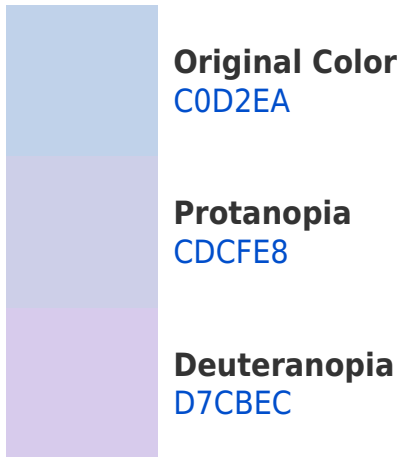 Original Color
C0D2EA
Protanopia
CDCFE8
Deuteranopia
D7CBEC